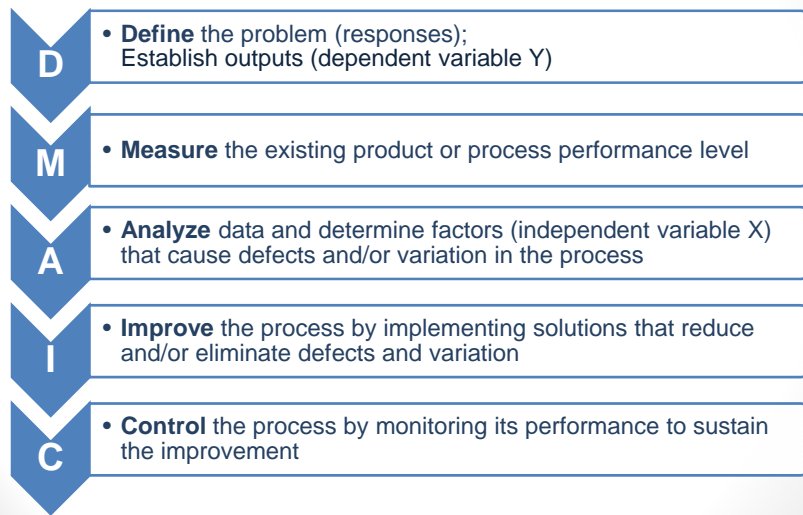 D
• Define the problem (responses);
Establish outputs (dependent variable Y)
M
• Measure the existing product or process performance level
A
• Analyze data and determine factors (independent variable X)
that cause defects and/or variation in the process
I
• Improve the process by implementing solutions that reduce
and/or eliminate defects and variation
C
• Control the process by monitoring its performance to sustain
the improvement